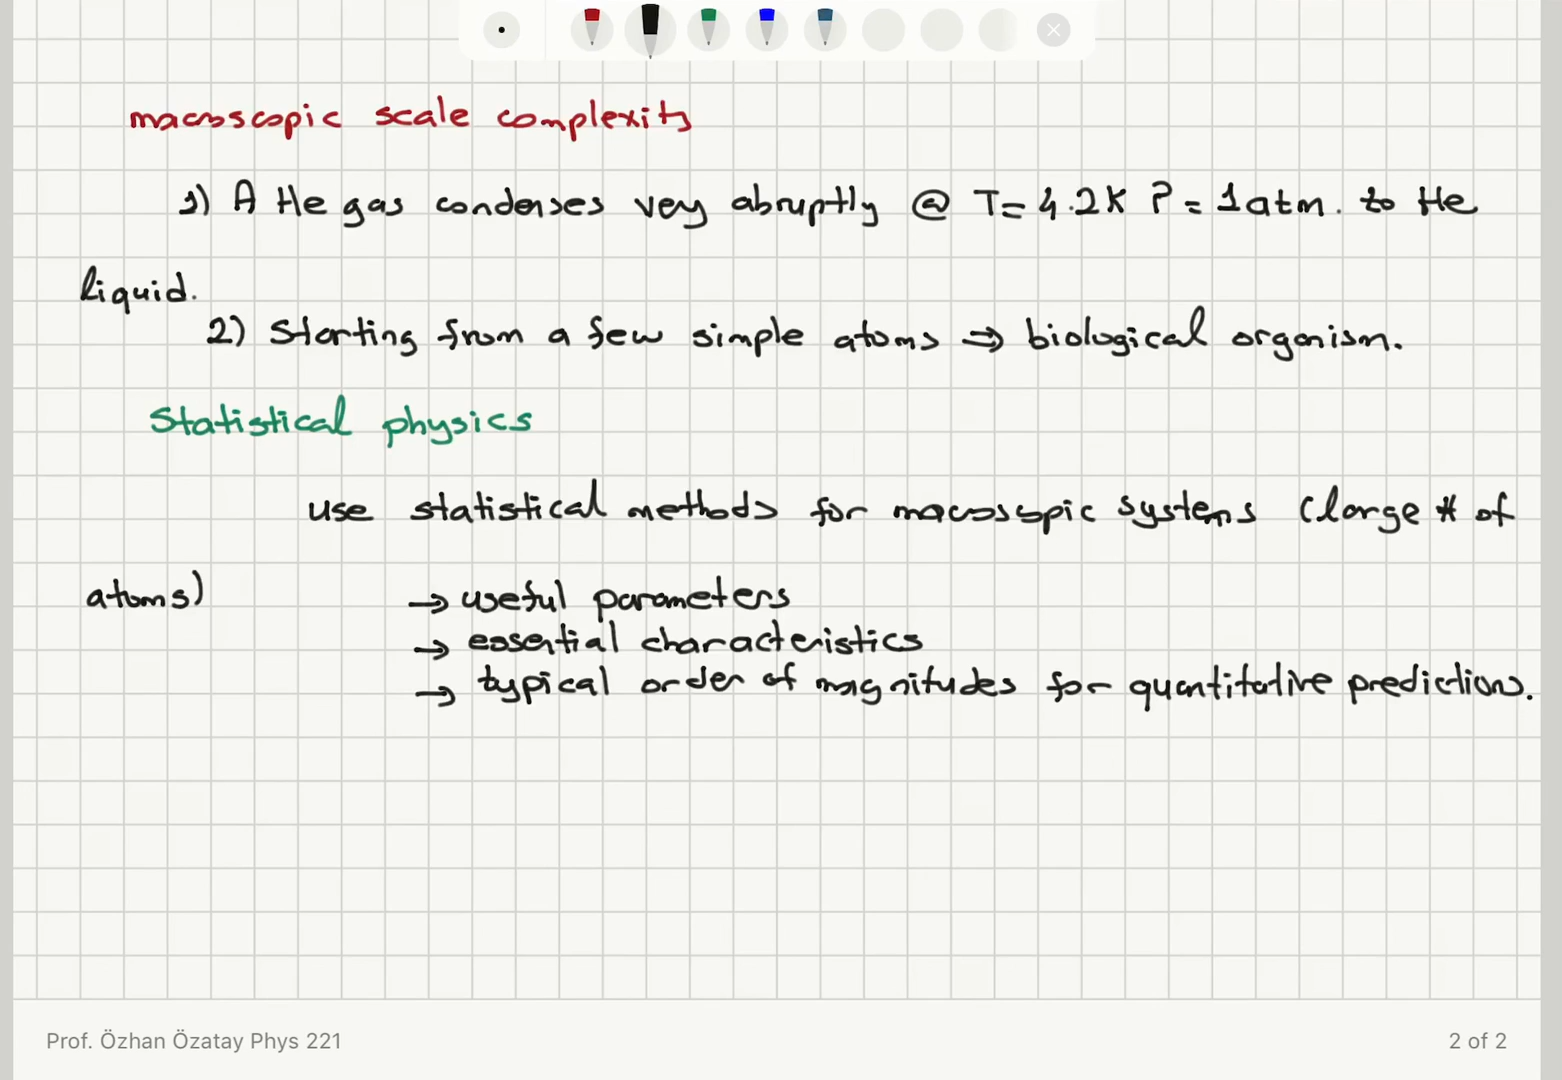 macroscopic scale complexity
1) A He gas condenses very abruptly @ T= 4.2K P = 1atm. to He
liquid.
2) Starting from a few simple atoms ⇒ biological organism.
Statistical physics
use statistical methods for macroscopic systems (large # of
atoms)
→ useful parameters
→ essential characteristics
→ typical order of magnitudes for quantitative predictions.
Prof. Özhan Özatay Phys 221
2 of 2